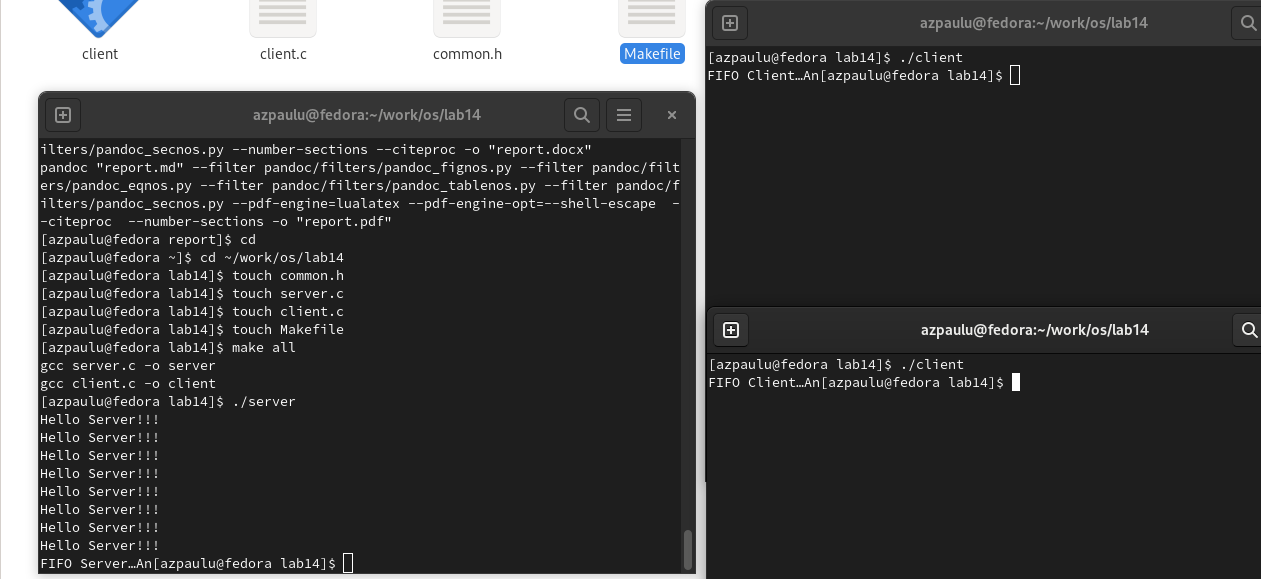 client
client.c
common.h
Makefile
azpaulu@fedora:~/work/os/lab14
ilters/pandoc_secnos.py --number-sections --citeproc -o "report.docx"
pandoc "report.md" --filter pandoc/filters/pandoc_fignos.py --filter pandoc/filt
ers/pandoc_eqnos.py --filter pandoc/filters/pandoc_tablenos.py --filter pandoc/f
ilters/pandoc_secnos.py --pdf-engine=lualatex --pdf-engine-opt=--shell-escape  -
-citeproc  --number-sections -o "report.pdf"
[azpaulu@fedora report]$ cd
[azpaulu@fedora ~]$ cd ~/work/os/lab14
[azpaulu@fedora lab14]$ touch common.h
[azpaulu@fedora lab14]$ touch server.c
[azpaulu@fedora lab14]$ touch client.c
[azpaulu@fedora lab14]$ touch Makefile
[azpaulu@fedora lab14]$ make all
gcc server.c -o server
gcc client.c -o client
[azpaulu@fedora lab14]$ ./server
Hello Server!!!
Hello Server!!!
Hello Server!!!
Hello Server!!!
Hello Server!!!
Hello Server!!!
Hello Server!!!
Hello Server!!!
FIFO Server…An[azpaulu@fedora lab14]$
azpaulu@fedora:~/work/os/lab14
[azpaulu@fedora lab14]$ ./client
FIFO Client…An[azpaulu@fedora lab14]$
azpaulu@fedora:~/work/os/lab14
[azpaulu@fedora lab14]$ ./client
FIFO Client…An[azpaulu@fedora lab14]$